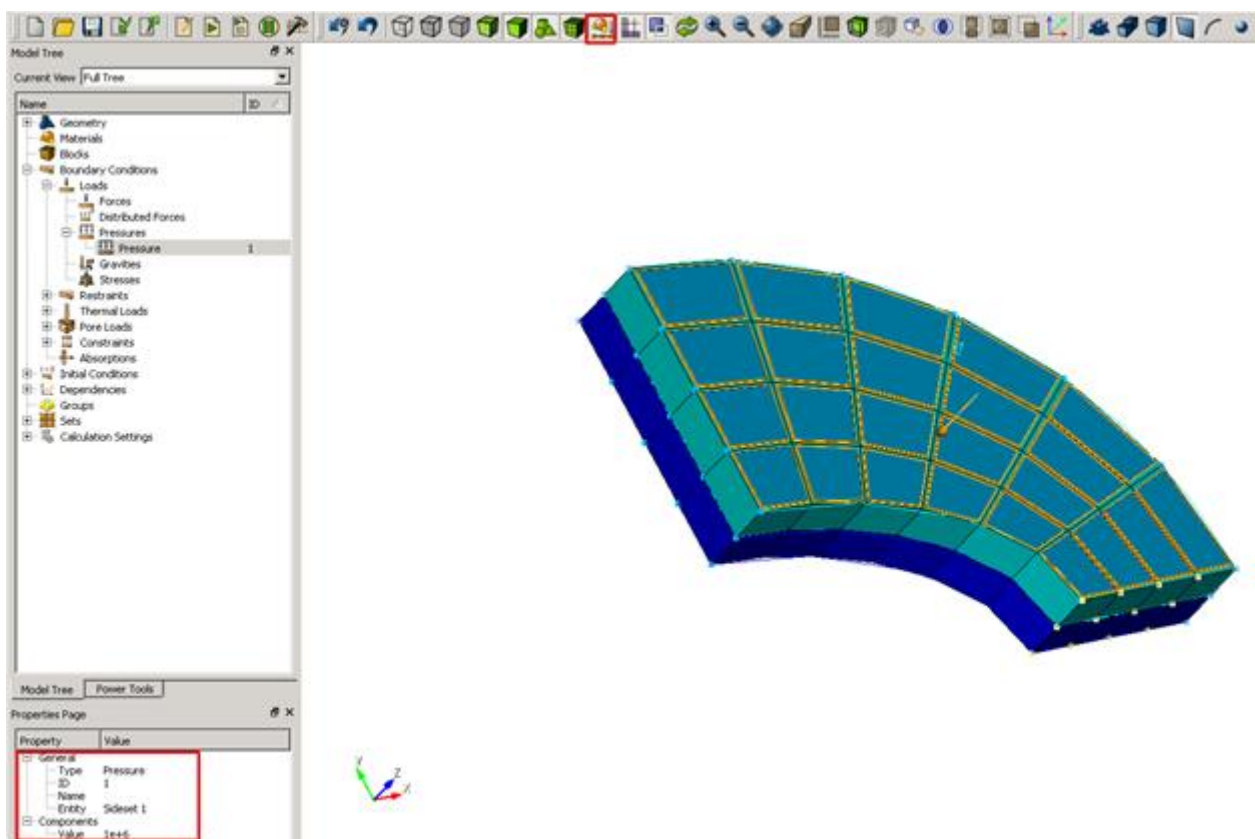 Model Tree
Current View Full Tree
Name ID
Geometry
Materials
Blocks
Boundary Conditions
Loads
Forces
Distributed Forces
Pressures
Pressure 1
Gravities
Stresses
Restraints
Thermal Loads
Pore Loads
Constraints
Absorptions
Initial Conditions
Dependencies
Groups
Sets
Calculation Settings
Model Tree Power Tools
Properties Page
Property Value
General
Type Pressure
ID 1
Name
Entity Sideset 1
Components
Value 1e+6
Y
Z
X